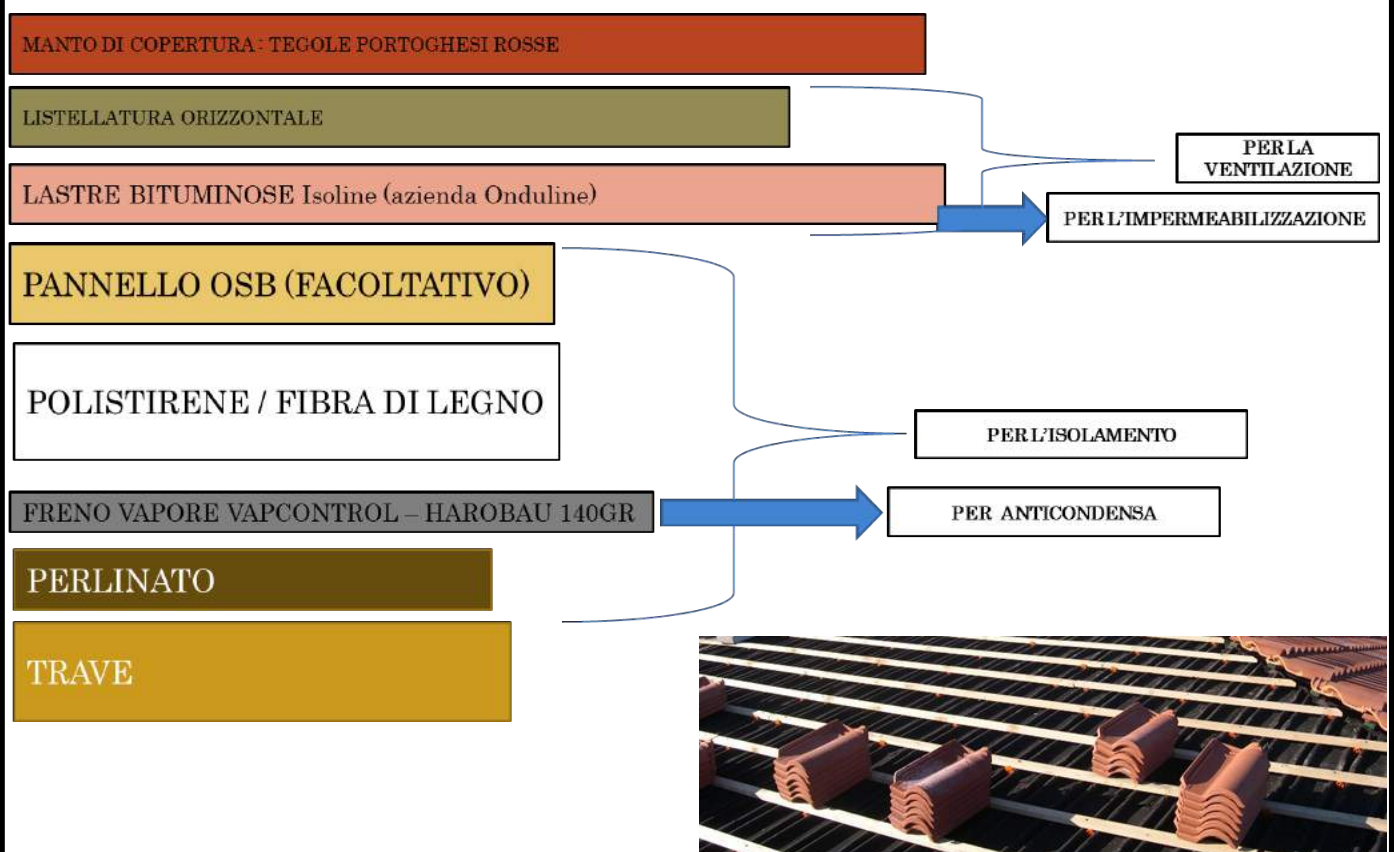 MANTO DI COPERTURA: TEGOLE PORTOGHESI ROSSE
LISTELLATURA ORIZZONTALE
PER LA
VENTILAZIONE
LASTRE BITUMINOSE Isoline (azienda Onduline)
PER L'IMPERMEABILIZZAZIONE
PANNELLO OSB (FACOLTATIVO)
POLISTIRENE / FIBRA DI LEGNO
PER L'ISOLAMENTO
FRENO VAPORE VAPCONTROL – HAROBAU 140GR
PER ANTICONDENSA
PERLINATO
TRAVE